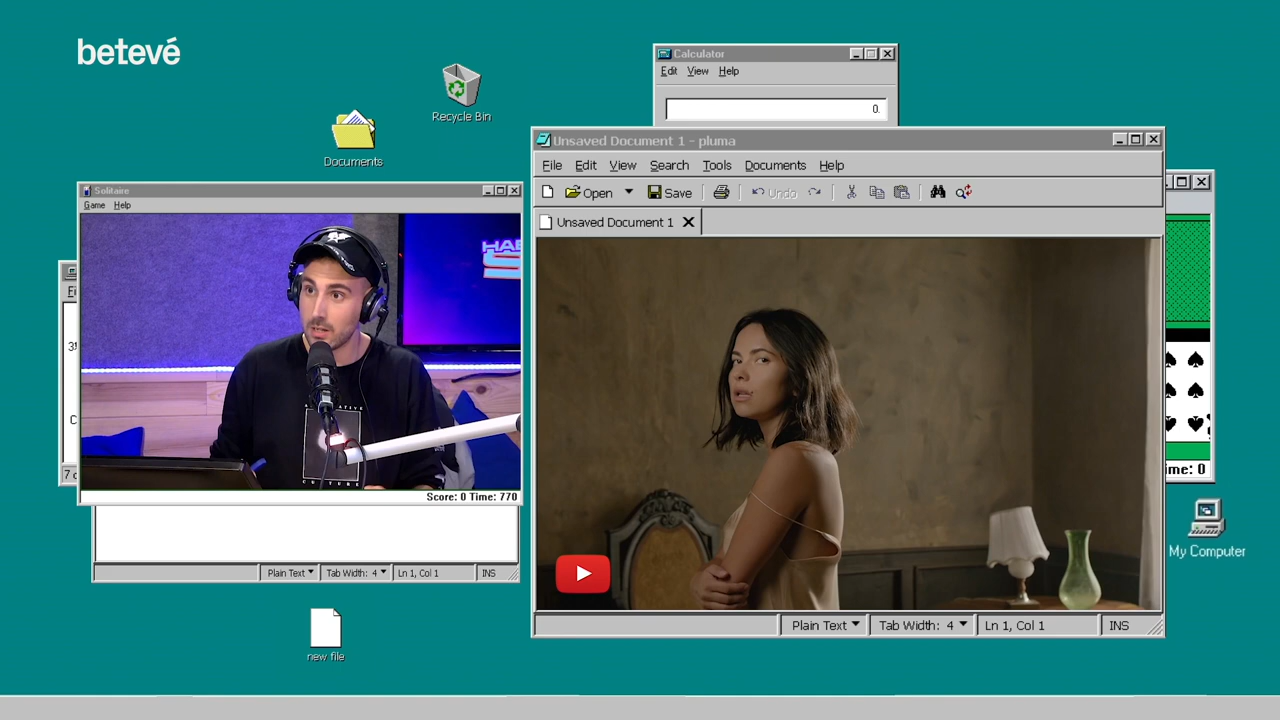 betevé
Recycle Bin
Documents
Calculator
Edit View Help
0.
Unsaved Document 1 - pluma
File Edit View Search Tools Documents Help
Open Save Undo
Unsaved Document 1
Solitaire
Game Help
HAB
Score: 0 Time: 770
CULTURE
7
Plain Text Tab Width: 4 Ln 1, Col 1 INS
Plain Text Tab Width: 4 Ln 1, Col 1 INS
ime: 0
My Computer
new file